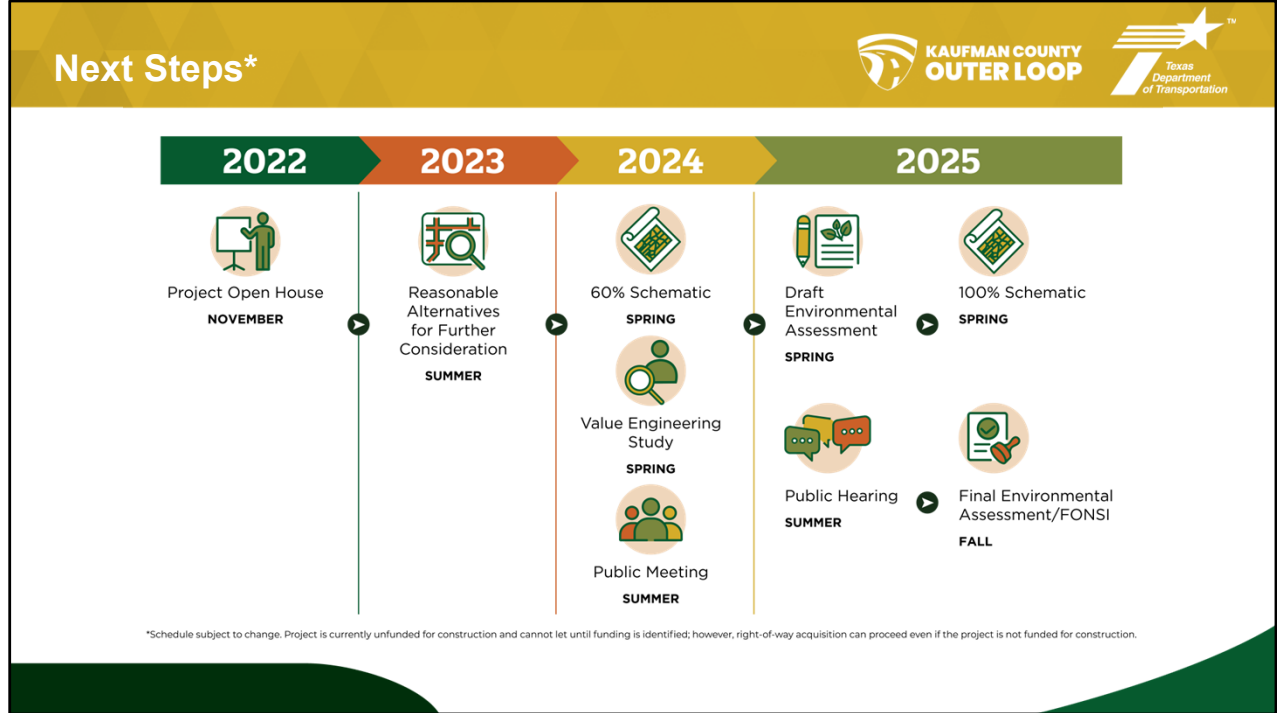 Next Steps*
KAUFMAN COUNTY
OUTER LOOP
TM
Texas
Department
of Transportation
2022
2023
2024
2025
Project Open House
NOVEMBER
Reasonable
Alternatives
for Further
Consideration
SUMMER
60% Schematic
SPRING
Value Engineering
Study
SPRING
Public Meeting
SUMMER
Draft
Environmental
Assessment
SPRING
100% Schematic
SPRING
Public Hearing
SUMMER
Final Environmental
Assessment/FONSI
FALL
*Schedule subject to change. Project is currently unfunded for construction and cannot let until funding is identified; however, right-of-way acquisition can proceed even if the project is not funded for construction.